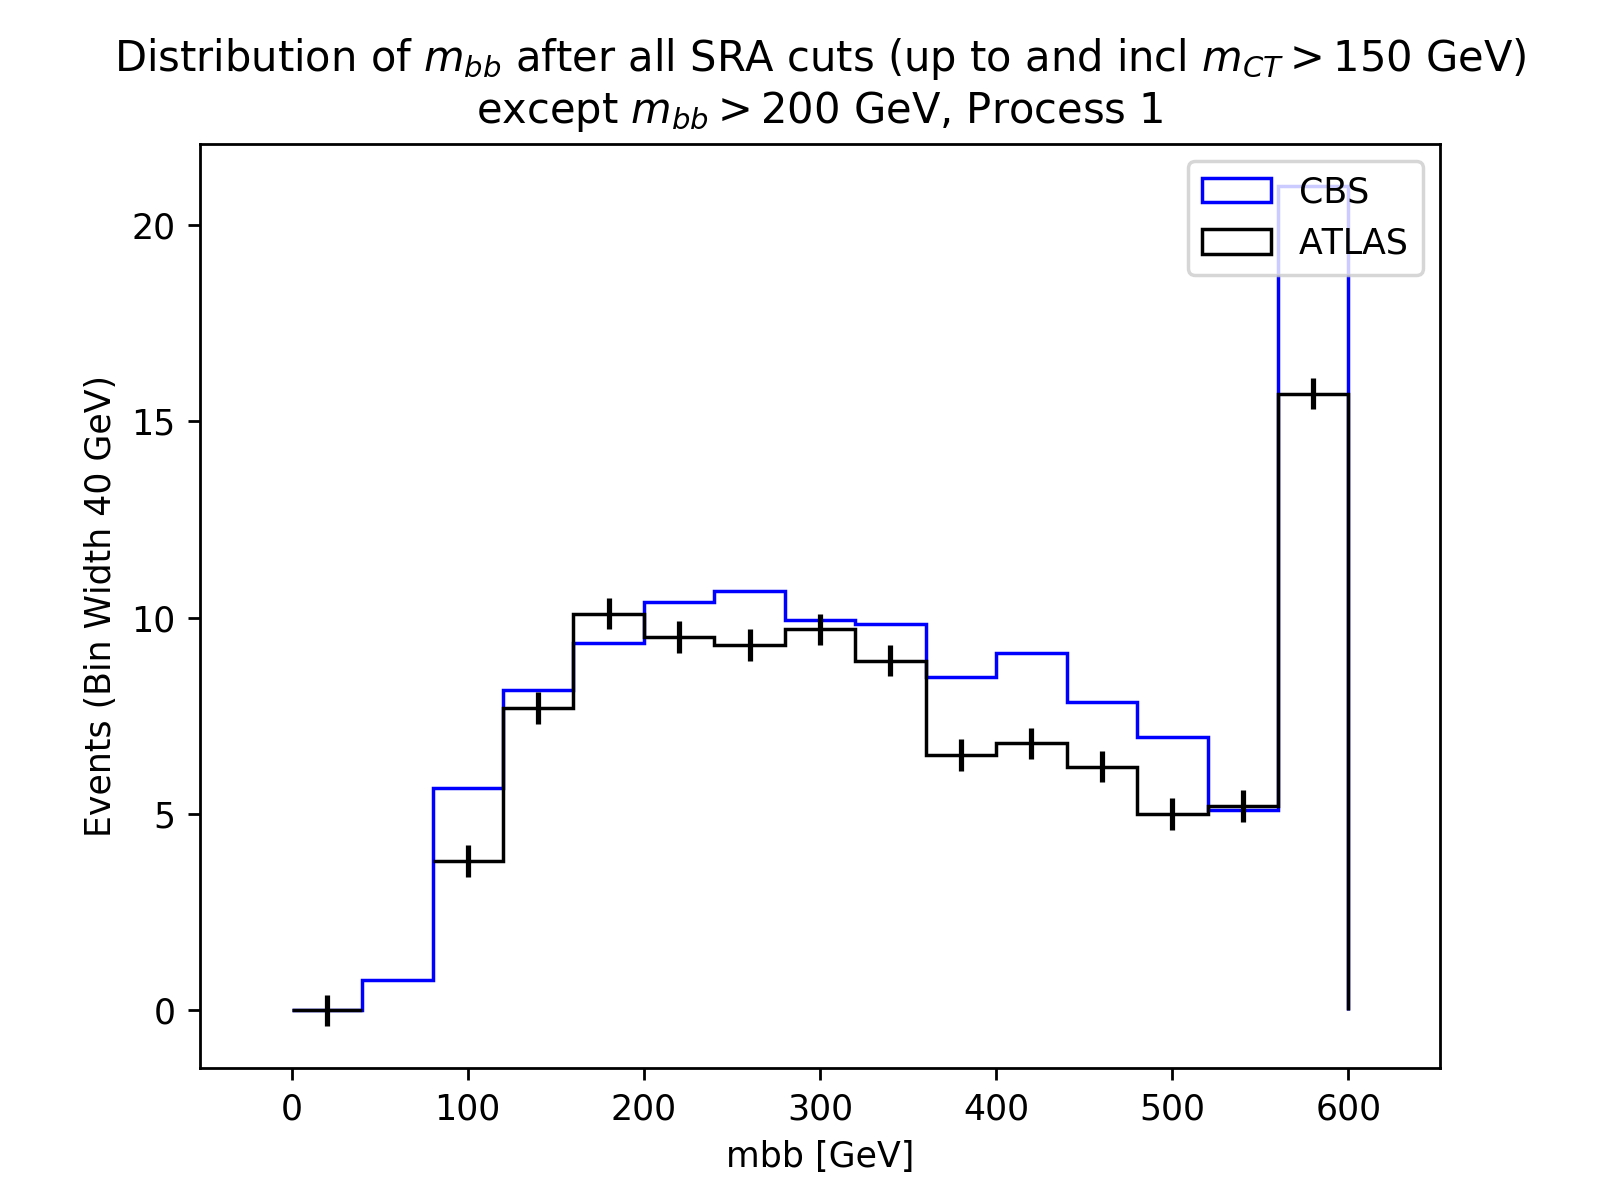 Distribution of m_bb after all SRA cuts (up to and incl m_CT > 150 GeV)
except m_bb > 200 GeV, Process 1
CBS
ATLAS
20
15
10
5
0
Events (Bin Width 40 GeV)
0 100 200 300 400 500 600
mbb [GeV]